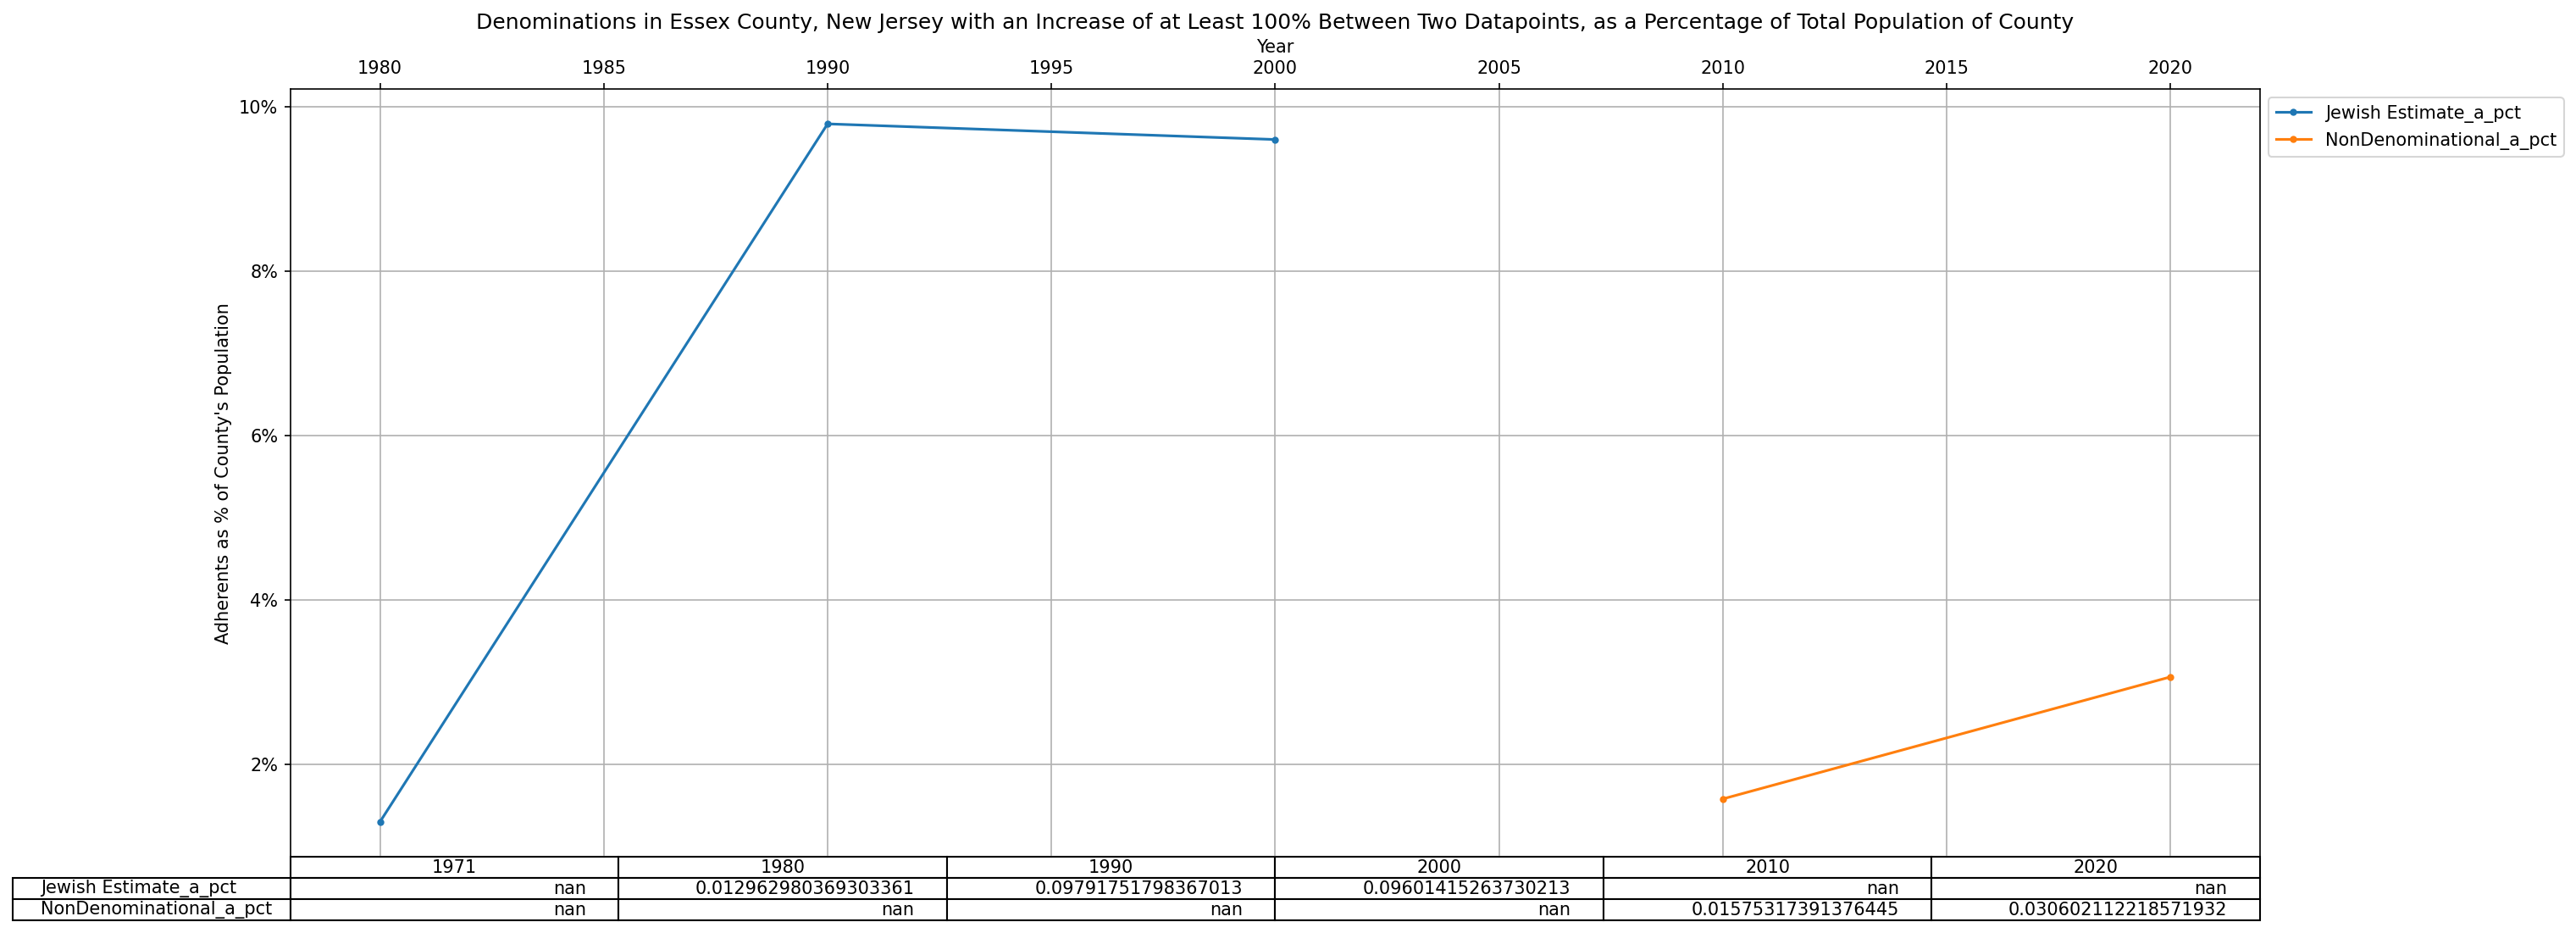 Denominations in Essex County, New Jersey with an Increase of at Least 100% Between Two Datapoints, as a Percentage of Total Population of County
Year
1980 1985 1990 1995 2000 2005 2010 2015 2020
10%
8%
6%
4%
2%
Adherents as % of County's Population
Jewish Estimate_a_pct
NonDenominational_a_pct
1971 1980 1990 2000 2010 2020
Jewish Estimate_a_pct nan 0.012962980369303361 0.09791751798367013 0.09601415263730213 nan nan
NonDenominational_a_pct nan nan nan nan 0.01575317391376445 0.030602112218571932